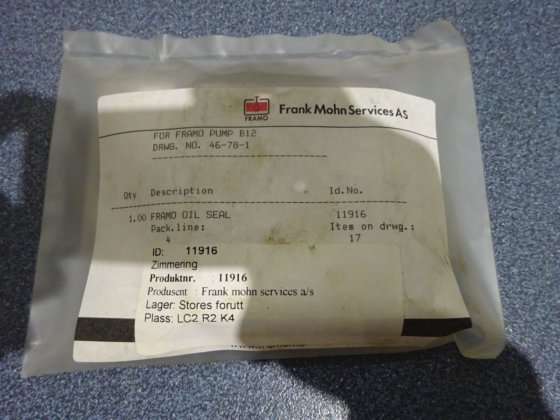 FRAMO
Frank Mohn Services AS
FOR FRAMO PUMP B12
DRWG. NO. 46-78-1
Qty Description Id.No.
1.00 FRAMO OIL SEAL 11916
Pack.line: Item on drwg.:
4 17
ID: 11916
Zimmering
Produktnr. : 11916
Produsent : Frank mohn services a/s
Lager: Stores forutt
Plass: LC2 R2 K4